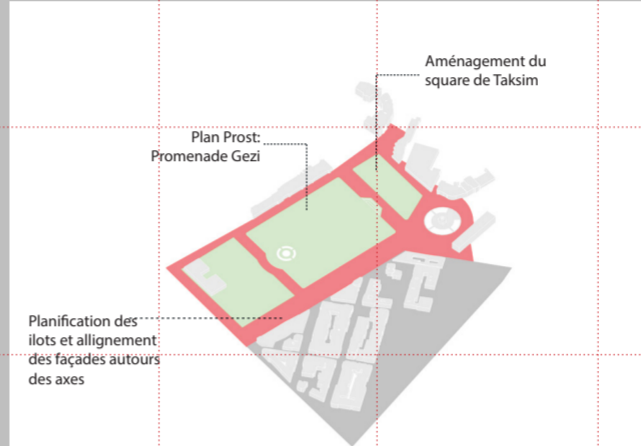 Aménagement du
square de Taksim
Plan Prost:
Promenade Gezi
Planification des
ilots et allignement
des façades autours
des axes